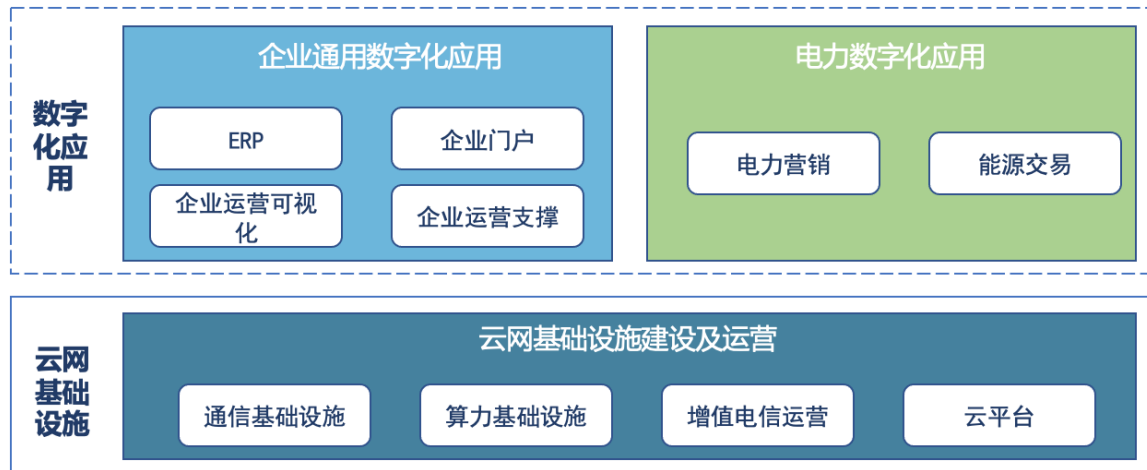 数字
化应
用
企业通用数字化应用
ERP
企业门户
企业运营可视
化
企业运营支撑
电力数字化应用
电力营销
能源交易
云网
基础
设施
云网基础设施建设及运营
通信基础设施
算力基础设施
增值电信运营
云平台